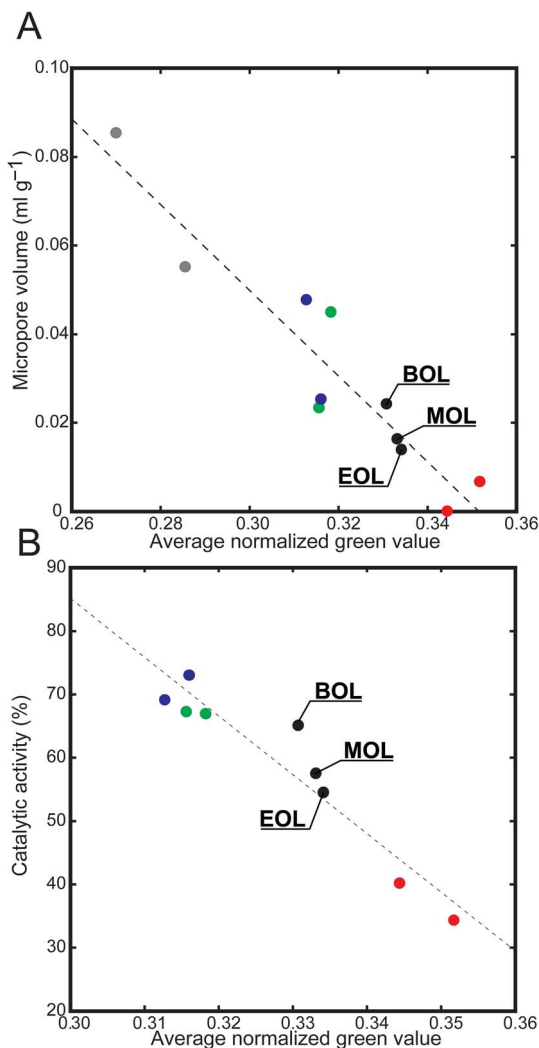 A
0.10
0.08
0.06
0.04
0.02
0
Micropore volume (ml g⁻¹)
BOL
MOL
EOL
0.26 0.28 0.30 0.32 0.34 0.36
Average normalized green value
B
90
80
70
60
50
40
30
20
Catalytic activity (%)
BOL
MOL
EOL
0.30 0.31 0.32 0.33 0.34 0.35 0.36
Average normalized green value